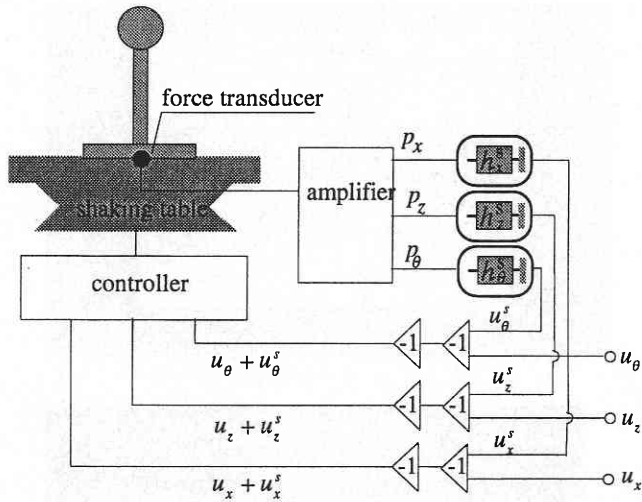 force transducer
shaking table
amplifier
p_x
h_x^s
p_z
h_z^s
p_θ
h_θ^s
controller
u_θ^s
-1 -1
u_θ + u_θ^s
u_θ
u_z^s
-1 -1
u_z + u_z^s
u_z
u_x^s
-1 -1
u_x + u_x^s
u_x